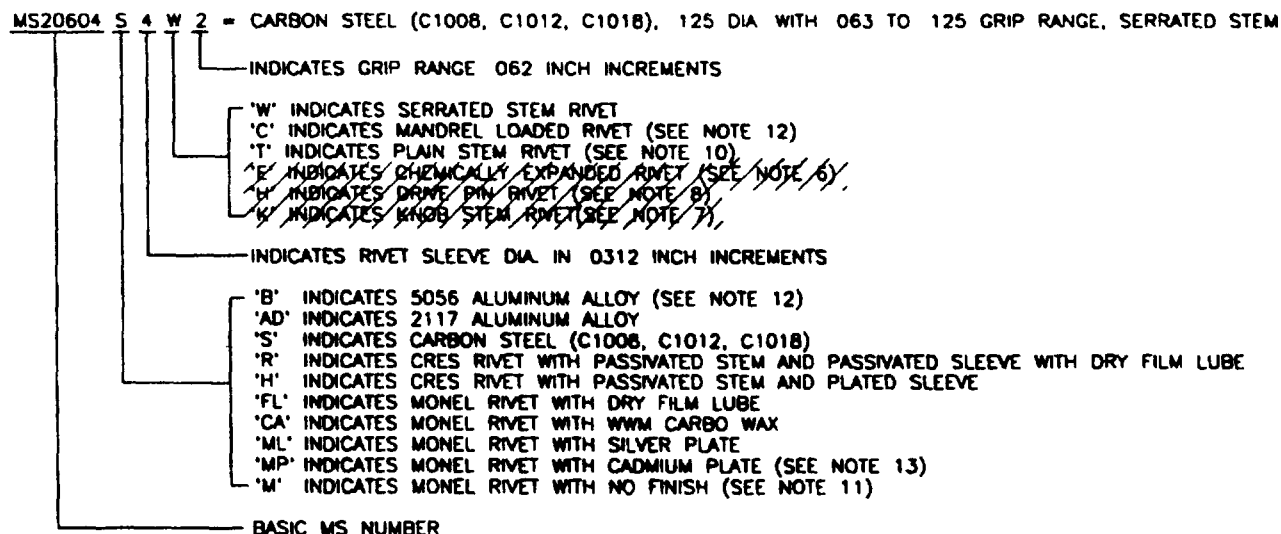 MS20604 S 4 W 2 = CARBON STEEL (C1008, C1012, C1018), 125 DIA WITH 063 TO 125 GRIP RANGE, SERRATED STEM
INDICATES GRIP RANGE 062 INCH INCREMENTS
'W' INDICATES SERRATED STEM RIVET
'C' INDICATES MANDREL LOADED RIVET (SEE NOTE 12)
'T' INDICATES PLAIN STEM RIVET (SEE NOTE 10)
'E' INDICATES CHEMICALLY EXPANDED RIVET (SEE NOTE 6)
'H' INDICATES DRIVE PIN RIVET (SEE NOTE 8)
'K' INDICATES KNOB STEM RIVET(SEE NOTE 7)
INDICATES RIVET SLEEVE DIA. IN 0312 INCH INCREMENTS
'B' INDICATES 5056 ALUMINUM ALLOY (SEE NOTE 12)
'AD' INDICATES 2117 ALUMINUM ALLOY
'S' INDICATES CARBON STEEL (C1008, C1012, C1018)
'R' INDICATES CRES RIVET WITH PASSIVATED STEM AND PASSIVATED SLEEVE WITH DRY FILM LUBE
'H' INDICATES CRES RIVET WITH PASSIVATED STEM AND PLATED SLEEVE
'FL' INDICATES MONEL RIVET WITH DRY FILM LUBE
'CA' INDICATES MONEL RIVET WITH WWM CARBO WAX
'ML' INDICATES MONEL RIVET WITH SILVER PLATE
'MP' INDICATES MONEL RIVET WITH CADMIUM PLATE (SEE NOTE 13)
'M' INDICATES MONEL RIVET WITH NO FINISH (SEE NOTE 11)
BASIC MS NUMBER